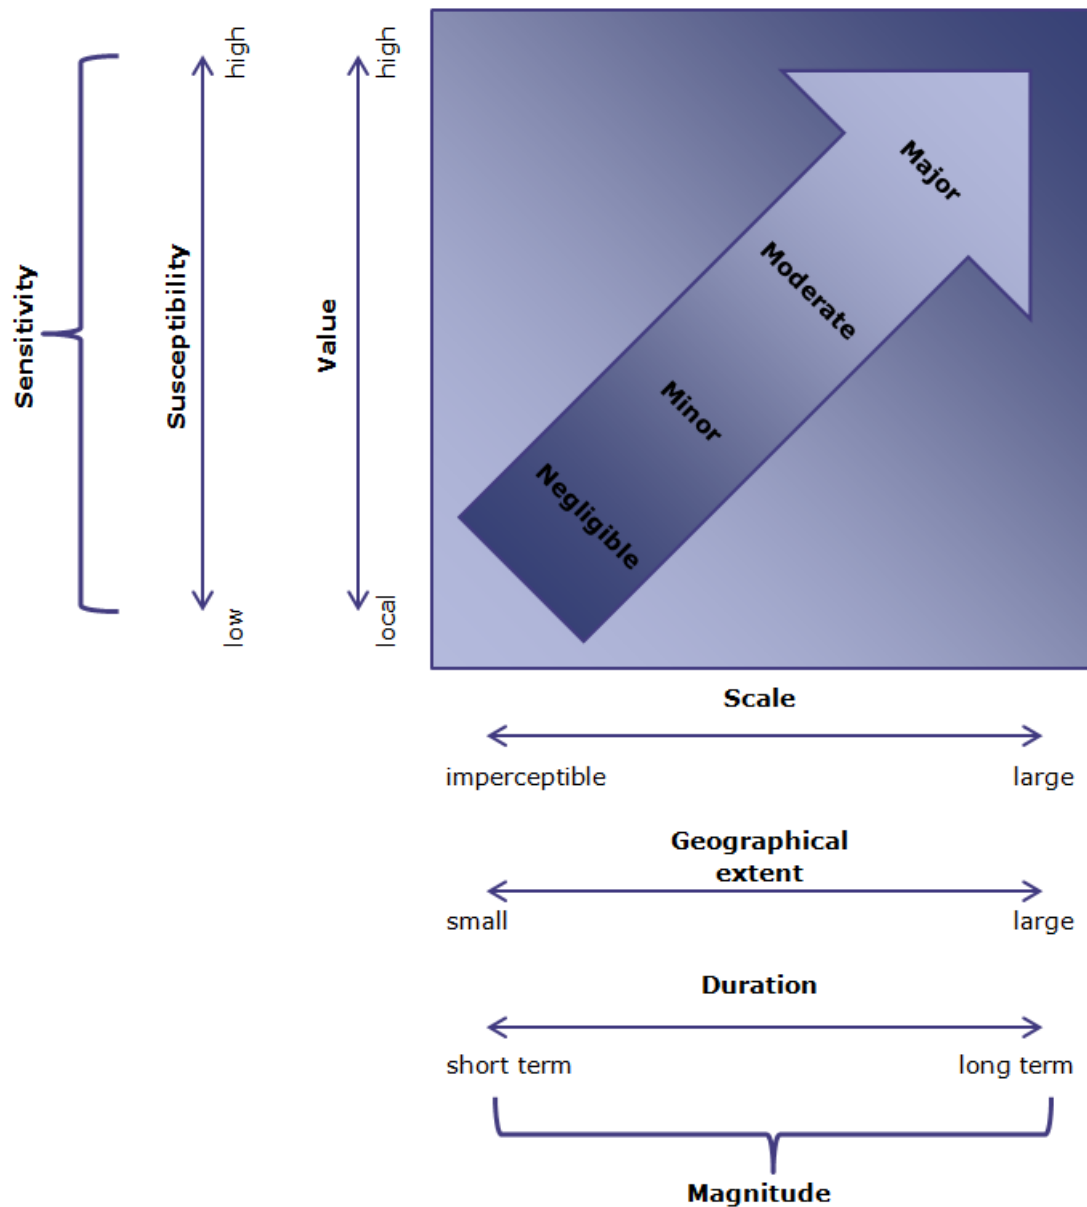 Sensitivity
Susceptibility
high
low
Value
high
local
Major
Moderate
Minor
Negligible
Scale
imperceptible
large
Geographical
extent
small
large
Duration
short term
long term
Magnitude